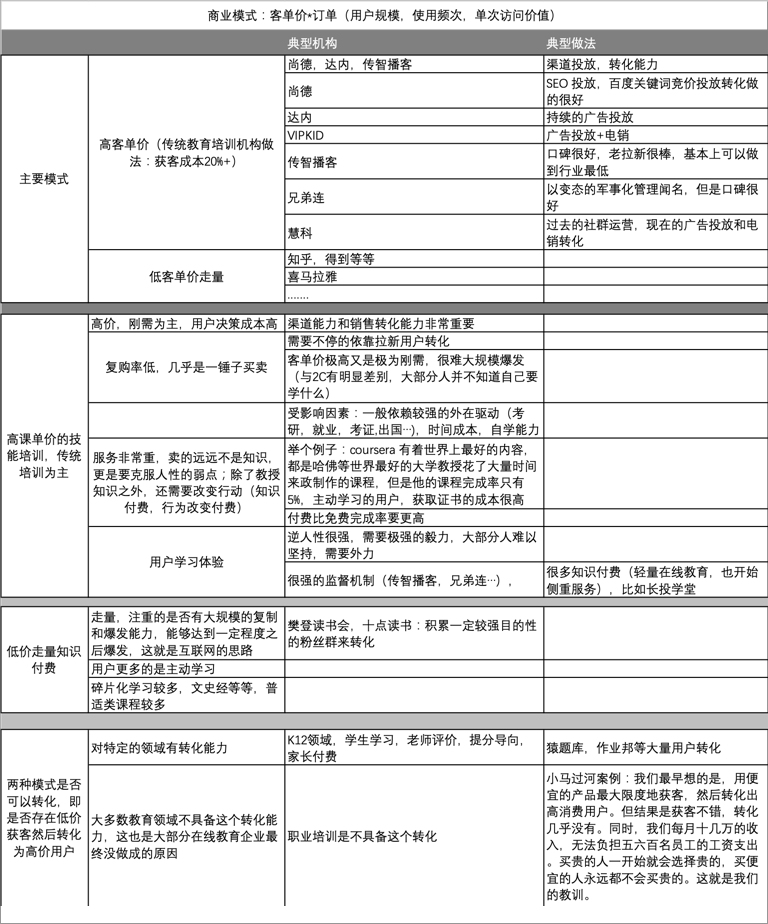 商业模式：客单价*订单（用户规模，使用频次，单次访问价值）
典型机构
典型做法
主要模式
高客单价（传统教育培训机构做
法：获客成本20%+）
尚德，达内，传智播客
渠道投放，转化能力
尚德
SEO 投放，百度关键词竞价投放转化做
的很好
达内
持续的广告投放
VIPKID
广告投放+电销
传智播客
口碑很好，老拉新很棒，基本上可以做
到行业最低
兄弟连
以变态的军事化管理闻名，但是口碑很
好
慧科
过去的社群运营，现在的广告投放和电
销转化
低客单价走量
知乎，得到等等
喜马拉雅
.......
高课单价的技
能培训，传统
培训为主
高价，刚需为主，用户决策成本高
渠道能力和销售转化能力非常重要
复购率低，几乎是一锤子买卖
需要不停的依靠拉新用户转化
客单价极高又是极为刚需，很难大规模爆发
（与2C有明显差别，大部分人并不知道自己要
学什么）
受影响因素：一般依赖较强的外在驱动（考
研，就业，考证,出国…)，时间成本，自学能力
服务非常重，卖的远远不是知识，
更是要克服人性的弱点；除了教授
知识之外，还需要改变行动（知识
付费，行为改变付费）
举个例子：coursera 有着世界上最好的内容，
都是哈佛等世界最好的大学教授花了大量时间
来政制作的课程，但是他的课程完成率只有
5%，主动学习的用户，获取证书的成本很高
付费比免费完成率要更高
用户学习体验
逆人性很强，需要极强的毅力，大部分人难以
坚持，需要外力
很强的监督机制（传智播客，兄弟连…），
很多知识付费（轻量在线教育，也开始
侧重服务），比如长投学堂
低价走量知识
付费
走量，注重的是否有大规模的复制
和爆发能力，能够达到一定程度之
后爆发，这就是互联网的思路
樊登读书会，十点读书：积累一定较强目的性
的粉丝群来转化
用户更多的是主动学习
碎片化学习较多，文史经等等，普
适类课程较多
两种模式是否
可以转化，即
是否存在低价
获客然后转化
为高价用户
对特定的领域有转化能力
K12领域，学生学习，老师评价，提分导向，
家长付费
猿题库，作业邦等大量用户转化
大多数教育领域不具备这个转化能
力，这也是大部分在线教育企业最
终没做成的原因
职业培训是不具备这个转化
小马过河案例：我们最早想的是，用便
宜的产品最大限度地获客，然后转化出
高消费用户。但结果是获客不错，转化
几乎没有。同时，我们每月十几万的收
入，无法负担五六百名员工的工资支出
。买贵的人一开始就会选择贵的，买便
宜的人永远都不会买贵的。这就是我们
的教训。